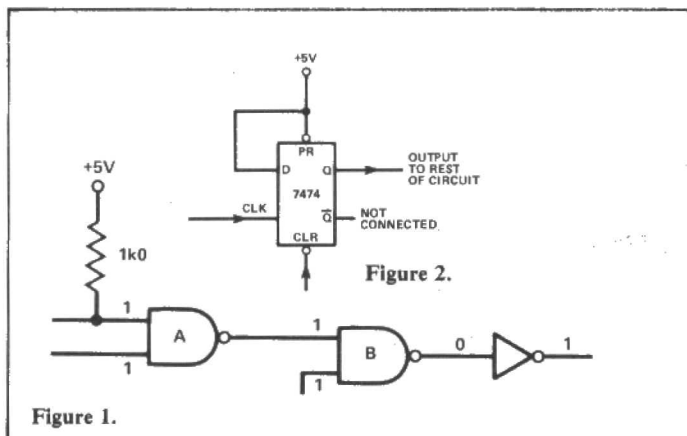 +5V
PR
D
Q
OUTPUT
TO REST
OF CIRCUIT
7474
CLK
Q̅
NOT
CONNECTED
CLR
Figure 2.
+5V
1k0
1
A
1
1
B
0
1
1
Figure 1.